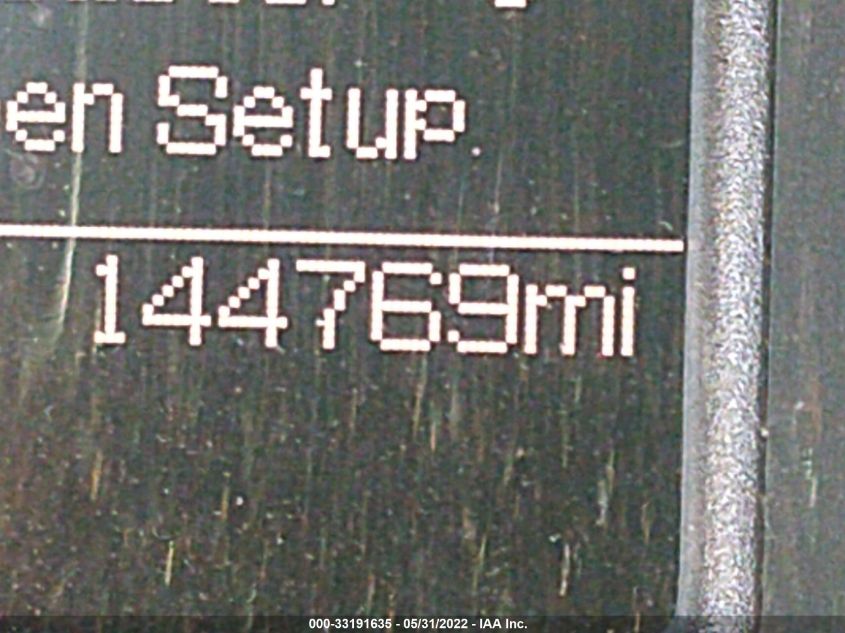 en Setup
144769mi
000-33191635 - 05/31/2022 - IAA Inc.